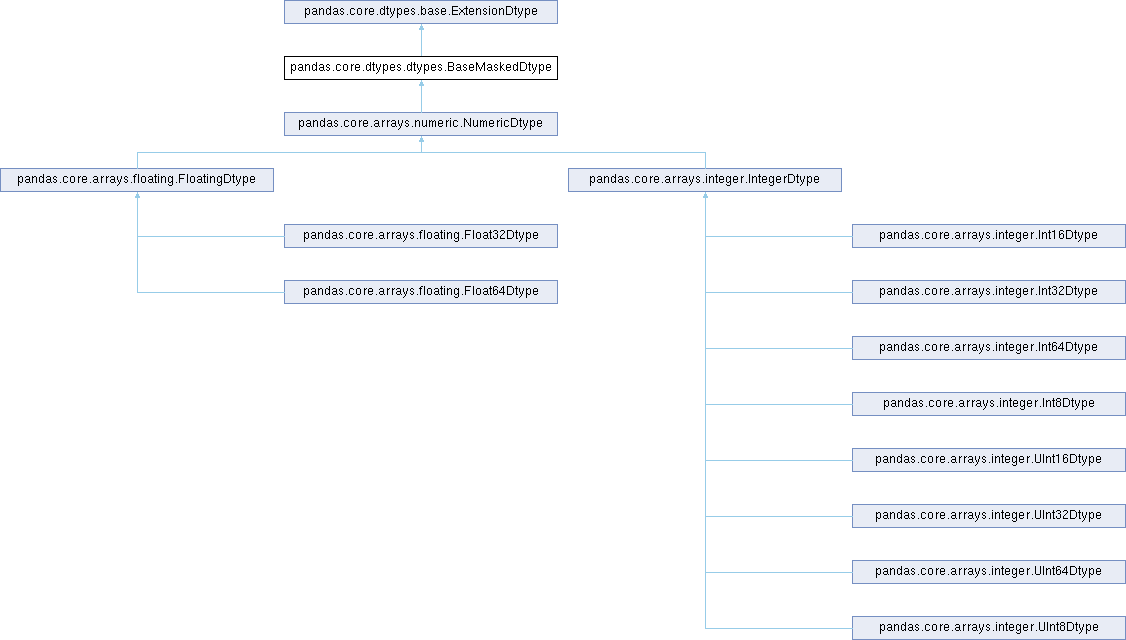 pandas.core.dtypes.base.ExtensionDtype
pandas.core.dtypes.dtypes.BaseMaskedDtype
pandas.core.arrays.numeric.NumericDtype
pandas.core.arrays.floating.FloatingDtype
pandas.core.arrays.integer.IntegerDtype
pandas.core.arrays.floating.Float32Dtype
pandas.core.arrays.integer.Int16Dtype
pandas.core.arrays.floating.Float64Dtype
pandas.core.arrays.integer.Int32Dtype
pandas.core.arrays.integer.Int64Dtype
pandas.core.arrays.integer.Int8Dtype
pandas.core.arrays.integer.UInt16Dtype
pandas.core.arrays.integer.UInt32Dtype
pandas.core.arrays.integer.UInt64Dtype
pandas.core.arrays.integer.UInt8Dtype